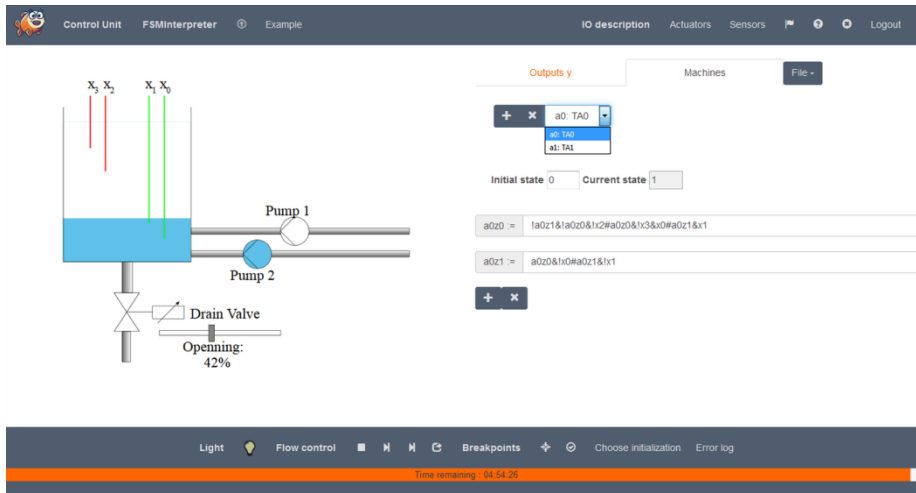 Control Unit FSMInterpreter Example IO description Actuators Sensors Logout
Outputs y Machines File
X3 X2 X1 X0
a0: TA0
a0: TA0
a1: TA1
Initial state 0 Current state 1
Pump 1
a0z0 := !a0z1&!a0z0&!x2#a0z0&!x3&x0#a0z1&x1
a0z1 := a0z0&!x0#a0z1&!x1
Pump 2
Drain Valve
Openning:
42%
Light Flow control Breakpoints Choose initialization Error log
Time remaining : 04:54:26